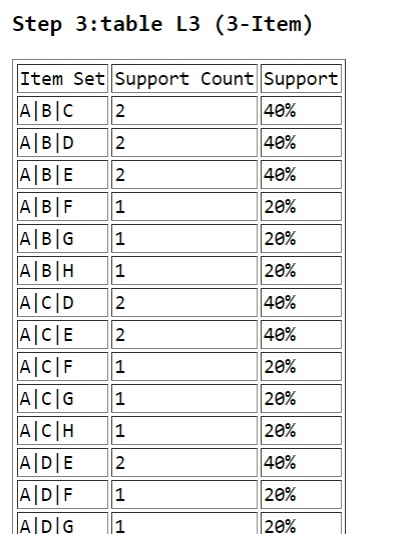 Step 3:table L3 (3-Item)
Item Set Support Count Support
A|B|C 2 40%
A|B|D 2 40%
A|B|E 2 40%
A|B|F 1 20%
A|B|G 1 20%
A|B|H 1 20%
A|C|D 2 40%
A|C|E 2 40%
A|C|F 1 20%
A|C|G 1 20%
A|C|H 1 20%
A|D|E 2 40%
A|D|F 1 20%
A|D|G 1 20%